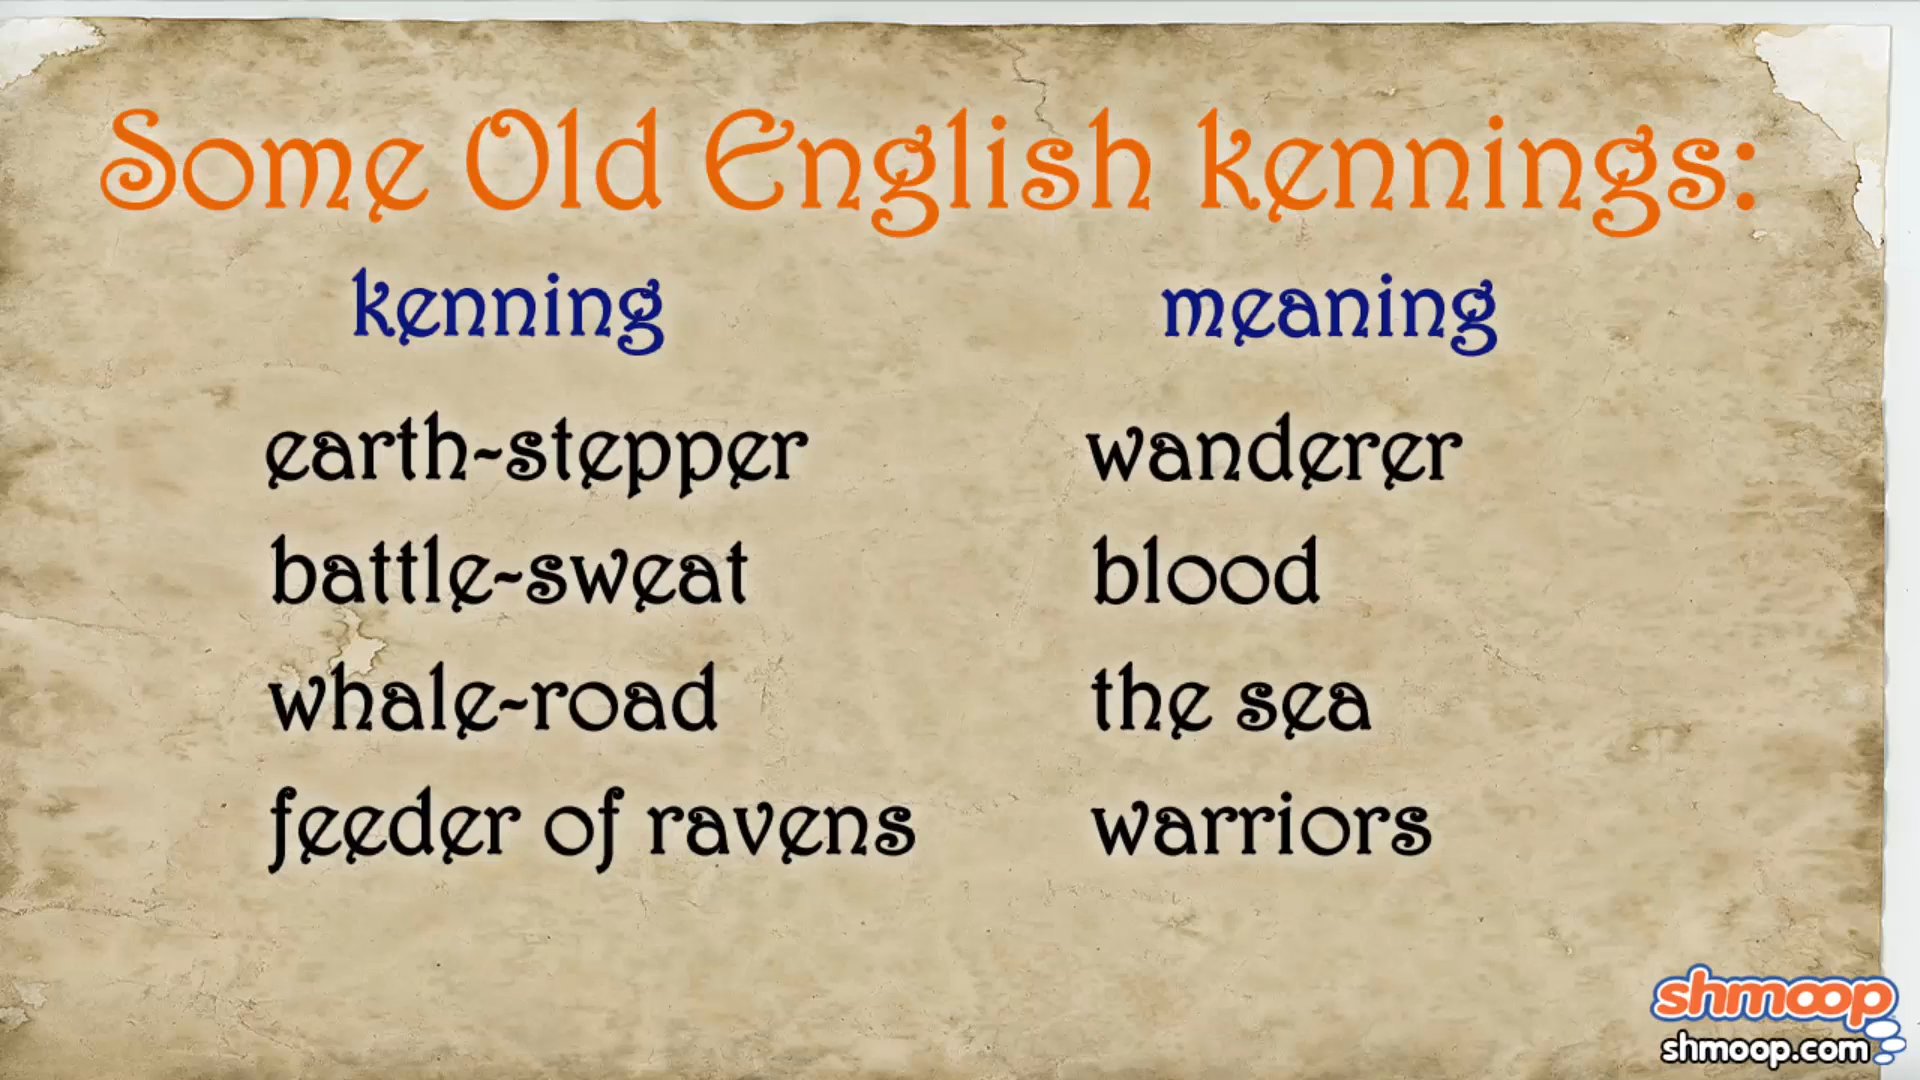 Some Old English kennings:
kenning meaning
earth-stepper wanderer
battle-sweat blood
whale-road the sea
feeder of ravens warriors
shmoop
shmoop.com